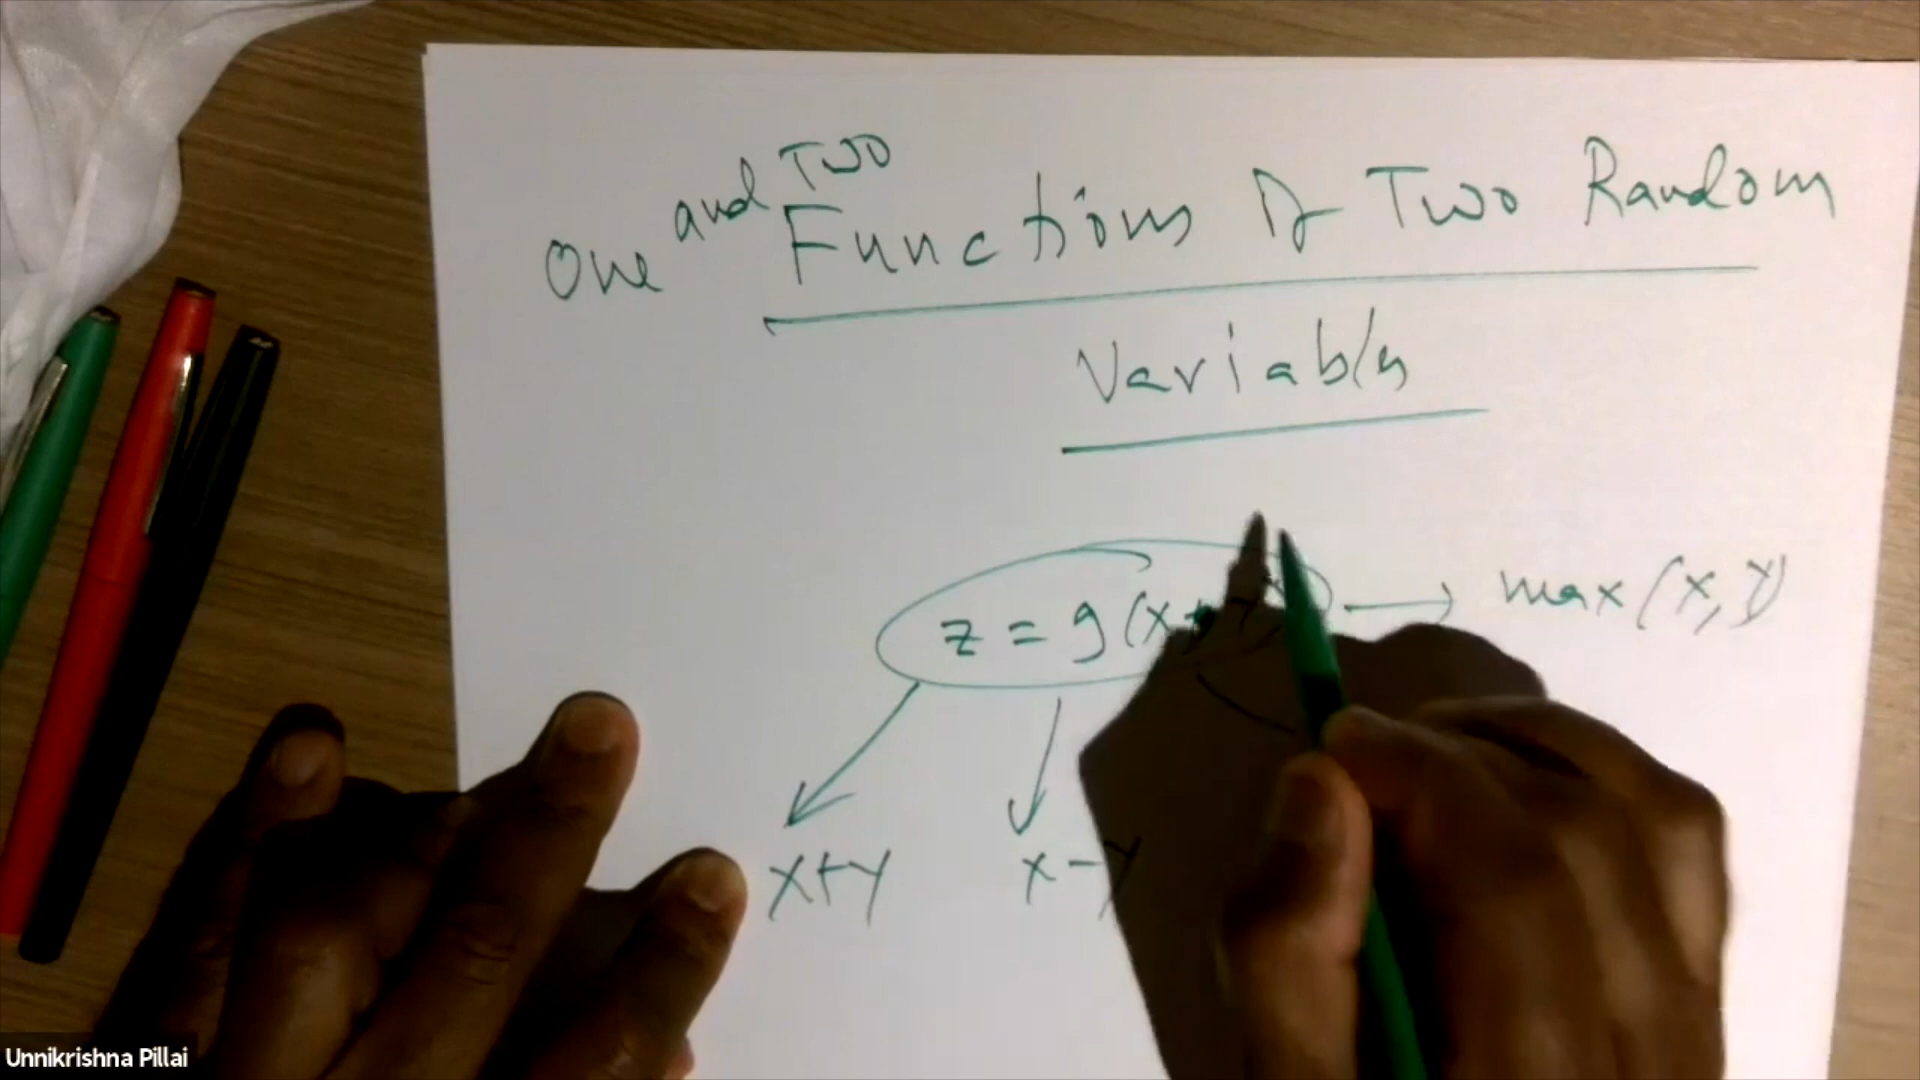 One and Two Functions of Two Random
Variables
z = g(x, y) → max(x, y)
x+y x-y
Unnikrishna Pillai